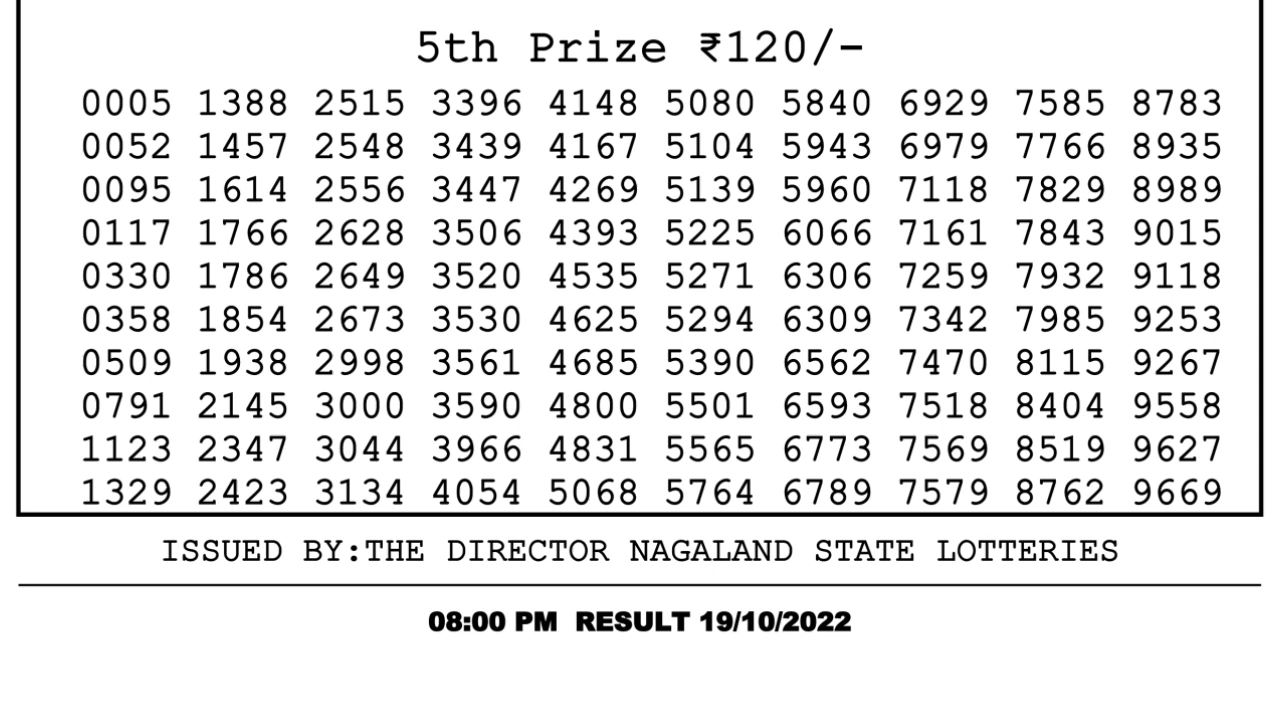 5th Prize ₹120/-
0005 1388 2515 3396 4148 5080 5840 6929 7585 8783
0052 1457 2548 3439 4167 5104 5943 6979 7766 8935
0095 1614 2556 3447 4269 5139 5960 7118 7829 8989
0117 1766 2628 3506 4393 5225 6066 7161 7843 9015
0330 1786 2649 3520 4535 5271 6306 7259 7932 9118
0358 1854 2673 3530 4625 5294 6309 7342 7985 9253
0509 1938 2998 3561 4685 5390 6562 7470 8115 9267
0791 2145 3000 3590 4800 5501 6593 7518 8404 9558
1123 2347 3044 3966 4831 5565 6773 7569 8519 9627
1329 2423 3134 4054 5068 5764 6789 7579 8762 9669
ISSUED BY:THE DIRECTOR NAGALAND STATE LOTTERIES
08:00 PM RESULT 19/10/2022